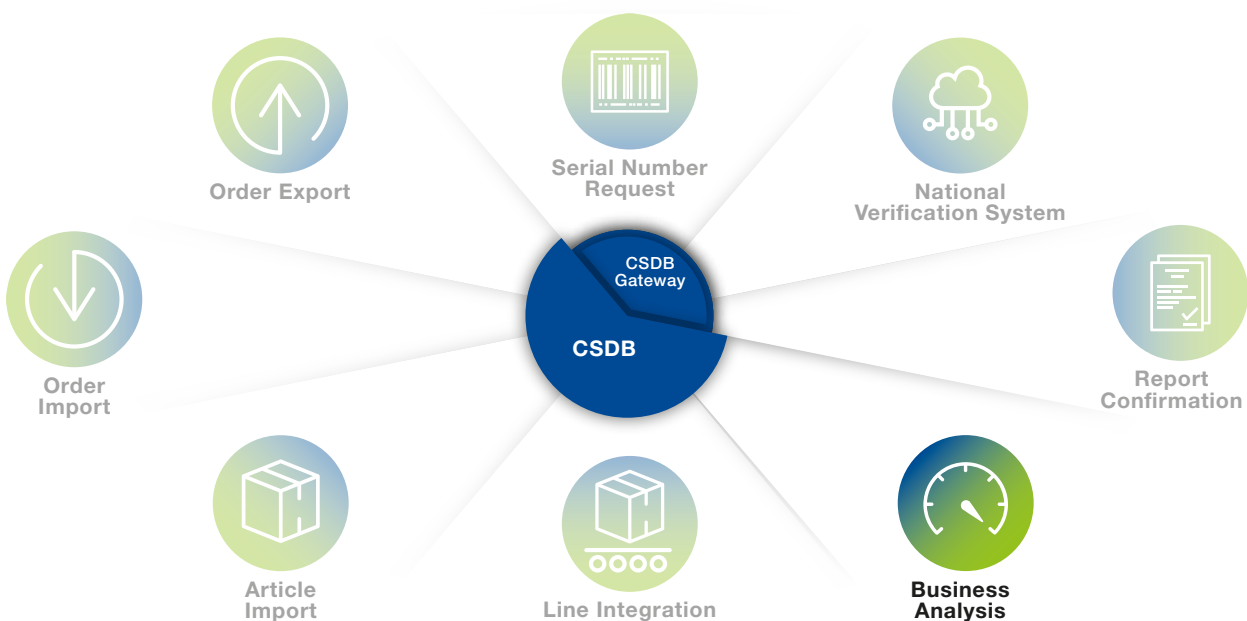 Serial Number
Request
Order Export
National
Verification System
CSDB
Gateway
CSDB
Order
Import
Report
Confirmation
Article
Import
Line Integration
Business
Analysis